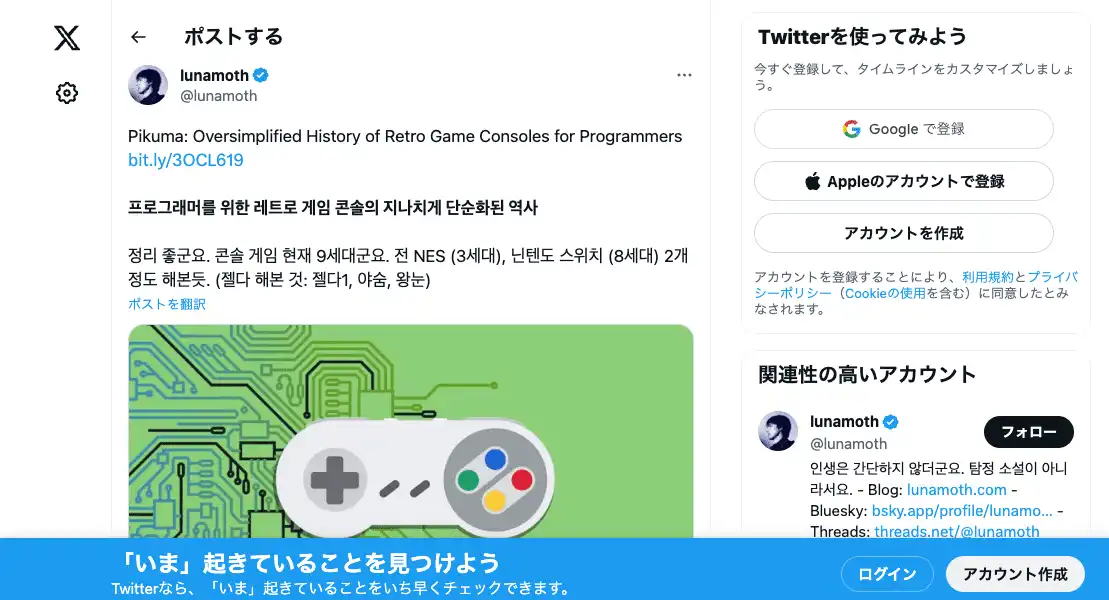 ポストする
lunamoth
@lunamoth
Pikuma: Oversimplified History of Retro Game Consoles for Programmers
bit.ly/3OCL619
프로그래머를 위한 레트로 게임 콘솔의 지나치게 단순화된 역사
정리 좋군요. 콘솔 게임 현재 9세대군요. 전 NES (3세대), 닌텐도 스위치 (8세대) 2개
정도 해본듯. (젤다 해본 것: 젤다1, 야숨, 왕눈)
ポストを翻訳
Twitterを使ってみよう
今すぐ登録して、タイムラインをカスタマイズしましょ
う。
Google で登録
Appleのアカウントで登録
アカウントを作成
アカウントを登録することにより、利用規約とプライバ
シーポリシー（Cookieの使用を含む）に同意したとみ
なされます。
関連性の高いアカウント
lunamoth
@lunamoth
フォロー
인생은 간단하지 않더군요. 탐정 소설이 아니
라서요. - Blog: lunamoth.com -
Bluesky: bsky.app/profile/lunamo... -
Threads: threads.net/@lunamoth
「いま」起きていることを見つけよう
Twitterなら、「いま」起きていることをいち早くチェックできます。
ログイン
アカウント作成